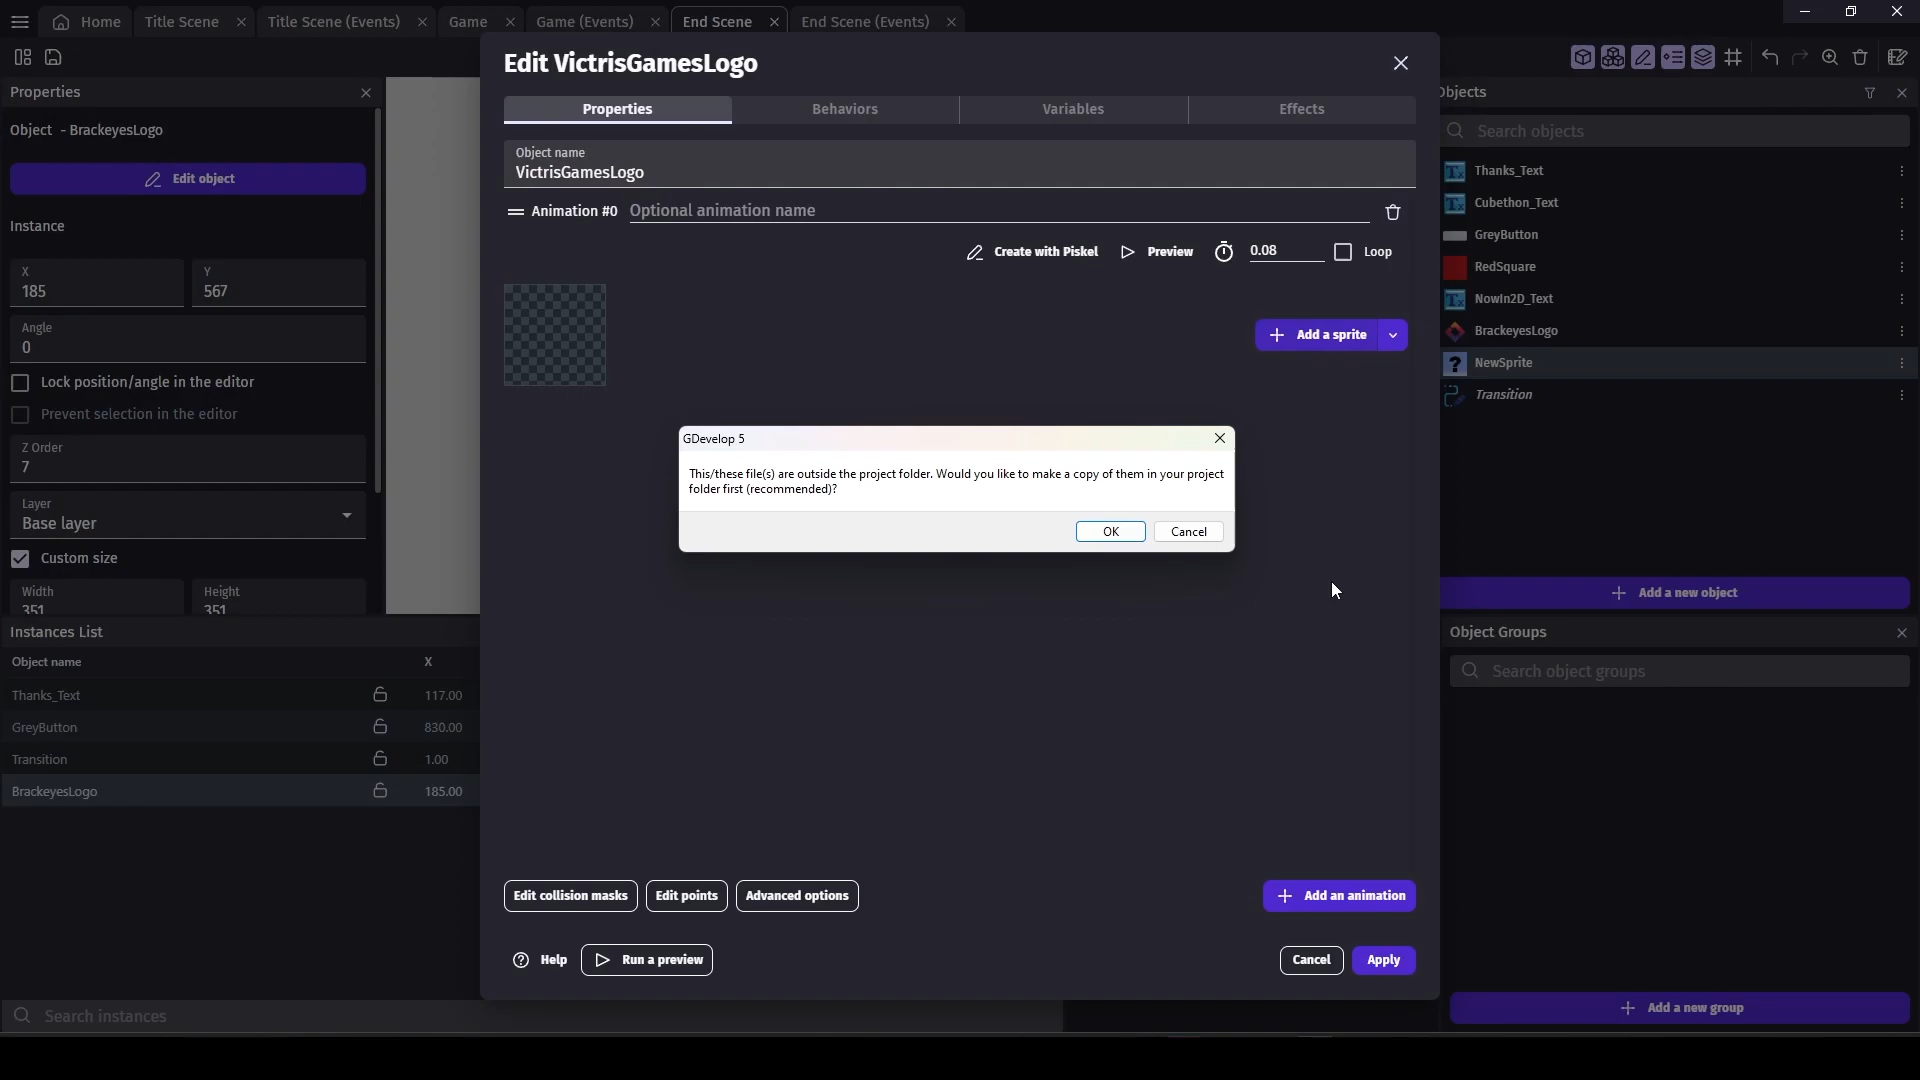 Home
Title Scene
Title Scene (Events)
Game
Game (Events)
End Scene
End Scene (Events)
Properties
Object - BrackeyesLogo
Edit object
Instance
X
185
Y
567
Angle
0
Lock position/angle in the editor
Prevent selection in the editor
Z Order
7
Layer
Base layer
Custom size
Width
351
Height
351
Instances List
Object name X
Thanks_Text 117.00
GreyButton 830.00
Transition 1.00
BrackeyesLogo 185.00
Search instances
Edit VictrisGamesLogo
Properties
Behaviors
Variables
Effects
Object name
VictrisGamesLogo
Animation #0 Optional animation name
Create with Piskel
Preview
0.08
Loop
Add a sprite
GDevelop 5
This/these file(s) are outside the project folder. Would you like to make a copy of them in your project
folder first (recommended)?
OK
Cancel
Edit collision masks
Edit points
Advanced options
Add an animation
Help
Run a preview
Cancel
Apply
Objects
Search objects
Thanks_Text
Cubethon_Text
GreyButton
RedSquare
NowIn2D_Text
BrackeyesLogo
NewSprite
Transition
Add a new object
Object Groups
Search object groups
Add a new group